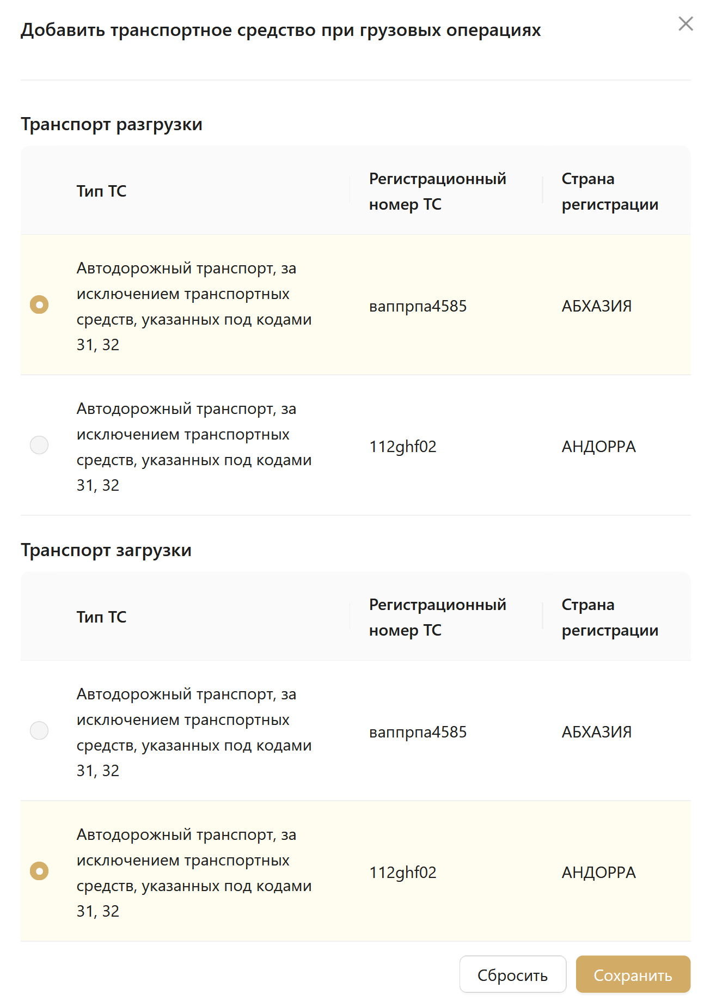 Добавить транспортное средство при грузовых операциях
Транспорт разгрузки
Тип ТС
Регистрационный
номер ТС
Страна
регистрации
Автодорожный транспорт, за
исключением транспортных
средств, указанных под кодами
31, 32
ваппрпа4585
АБХАЗИЯ
Автодорожный транспорт, за
исключением транспортных
средств, указанных под кодами
31, 32
112ghf02
АНДОРРА
Транспорт загрузки
Тип ТС
Регистрационный
номер ТС
Страна
регистрации
Автодорожный транспорт, за
исключением транспортных
средств, указанных под кодами
31, 32
ваппрпа4585
АБХАЗИЯ
Автодорожный транспорт, за
исключением транспортных
средств, указанных под кодами
31, 32
112ghf02
АНДОРРА
Сбросить
Сохранить